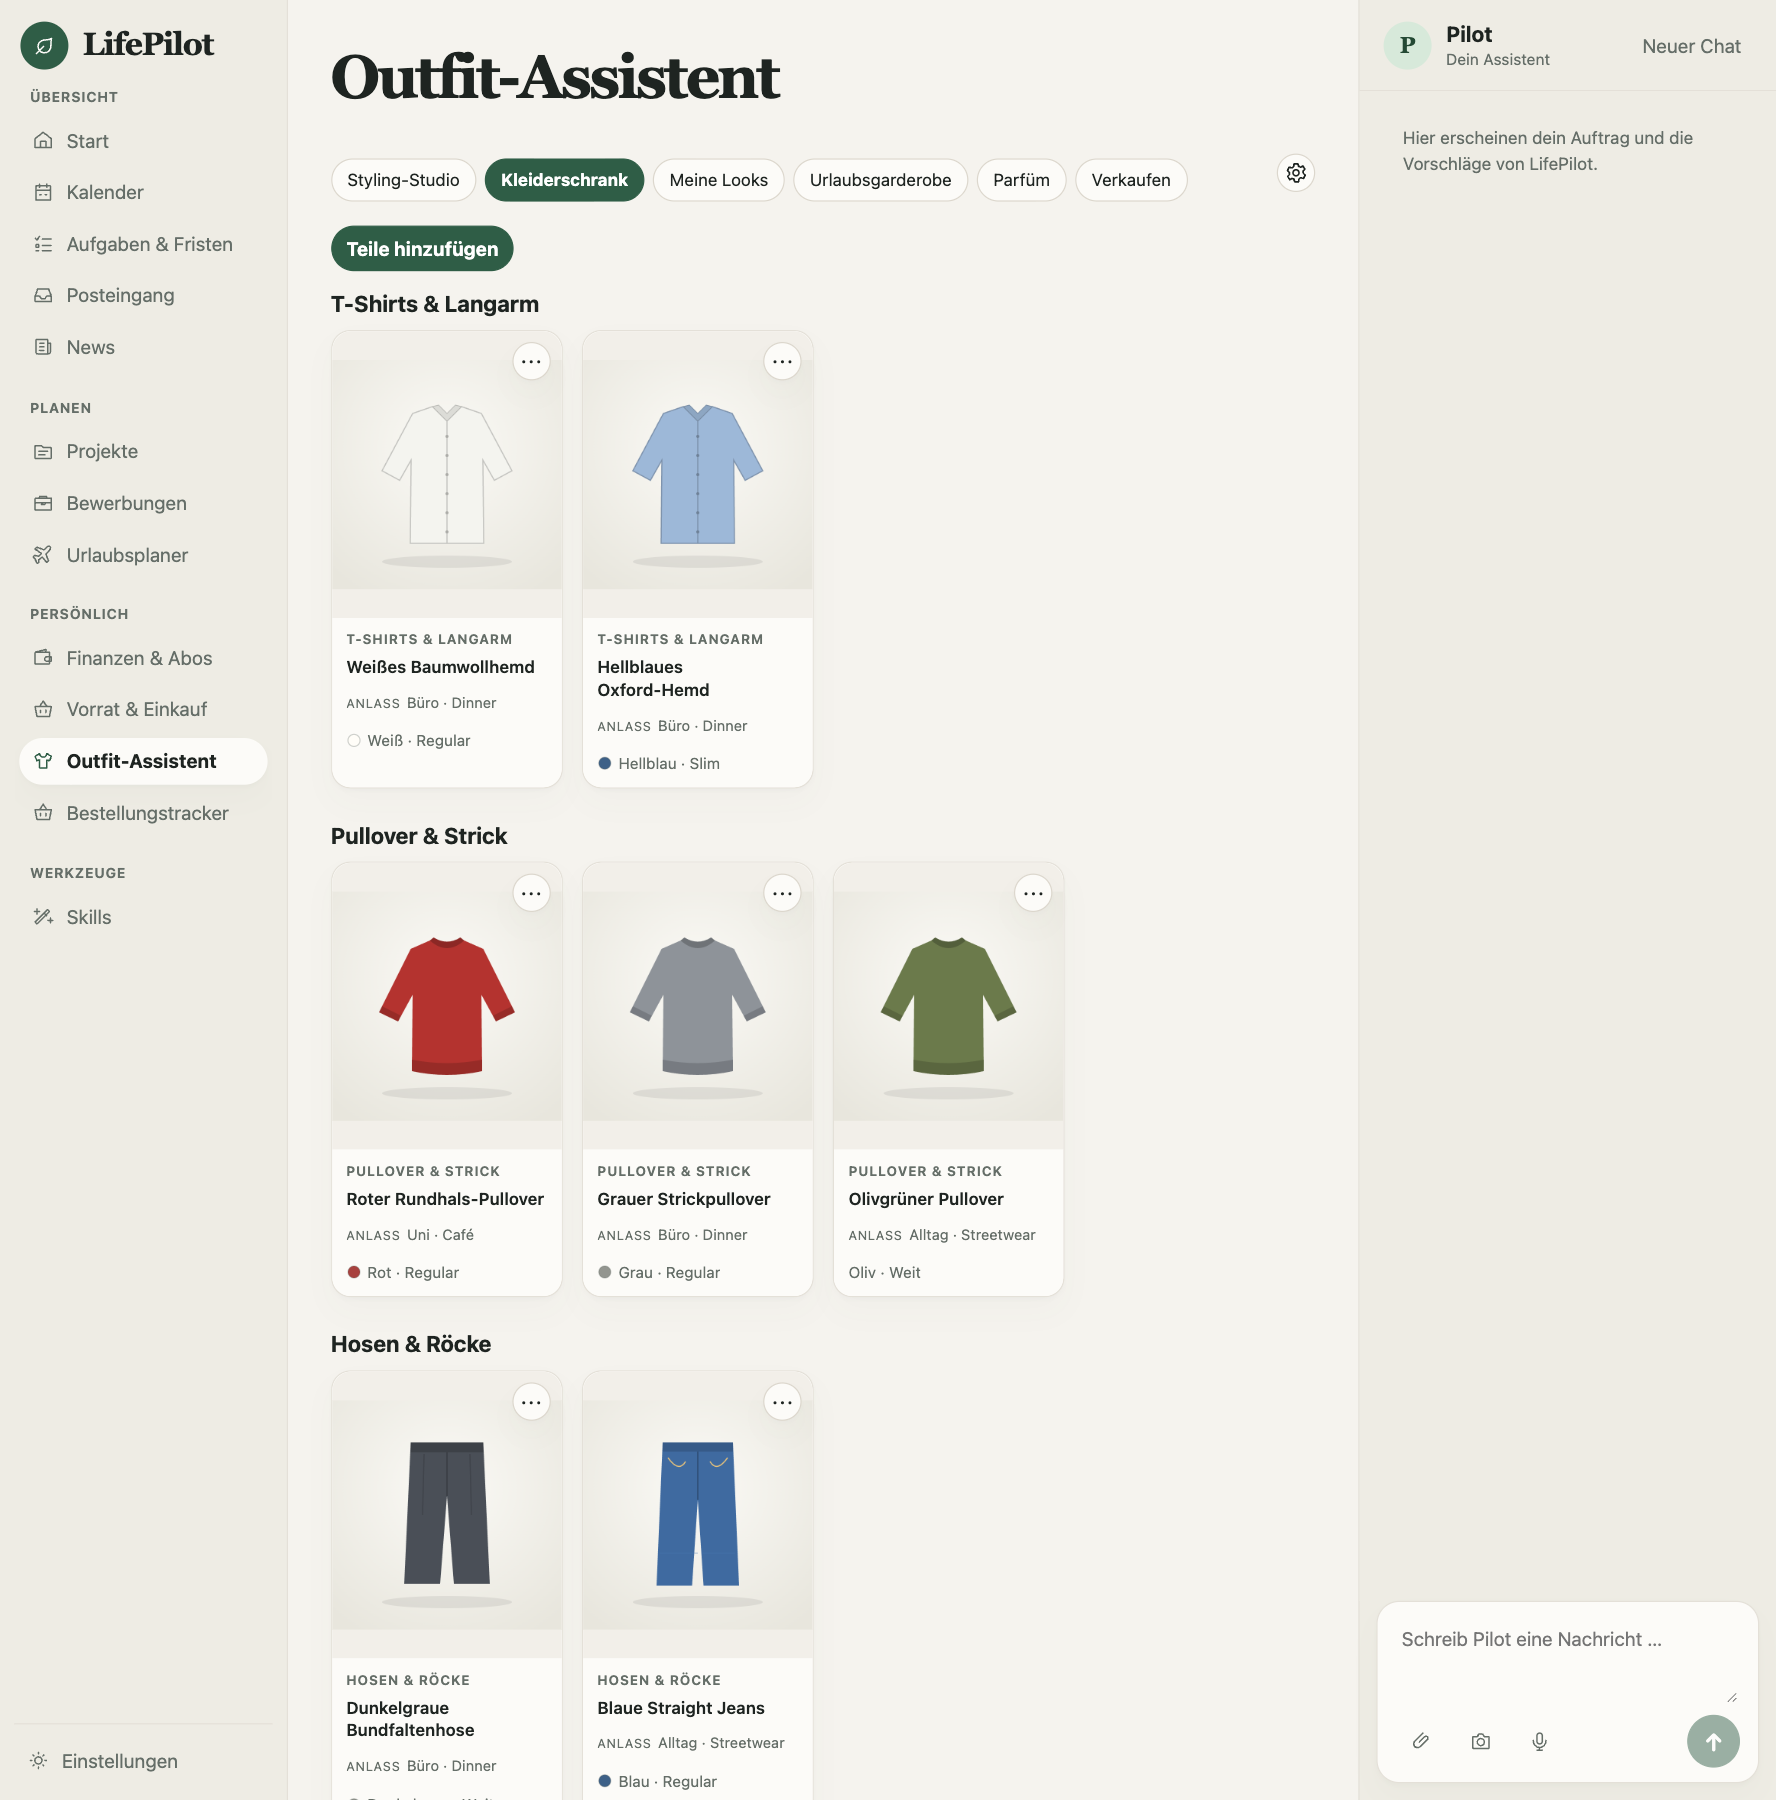 LifePilot
ÜBERSICHT
Start
Kalender
Aufgaben & Fristen
Posteingang
News
PLANEN
Projekte
Bewerbungen
Urlaubsplaner
PERSÖNLICH
Finanzen & Abos
Vorrat & Einkauf
Outfit-Assistent
Bestellungstracker
WERKZEUGE
Skills
Einstellungen
Outfit-Assistent
Styling-Studio
Kleiderschrank
Meine Looks
Urlaubsgarderobe
Parfüm
Verkaufen
Teile hinzufügen
T-Shirts & Langarm
T-SHIRTS & LANGARM
Weißes Baumwollhemd
ANLASS Büro · Dinner
Weiß · Regular
T-SHIRTS & LANGARM
Hellblaues
Oxford-Hemd
ANLASS Büro · Dinner
Hellblau · Slim
Pullover & Strick
PULLOVER & STRICK
Roter Rundhals-Pullover
ANLASS Uni · Café
Rot · Regular
PULLOVER & STRICK
Grauer Strickpullover
ANLASS Büro · Dinner
Grau · Regular
PULLOVER & STRICK
Olivgrüner Pullover
ANLASS Alltag · Streetwear
Oliv · Weit
Hosen & Röcke
HOSEN & RÖCKE
Dunkelgraue
Bundfaltenhose
ANLASS Büro · Dinner
HOSEN & RÖCKE
Blaue Straight Jeans
ANLASS Alltag · Streetwear
Blau · Regular
P
Pilot
Dein Assistent
Neuer Chat
Hier erscheinen dein Auftrag und die
Vorschläge von LifePilot.
Schreib Pilot eine Nachricht ...